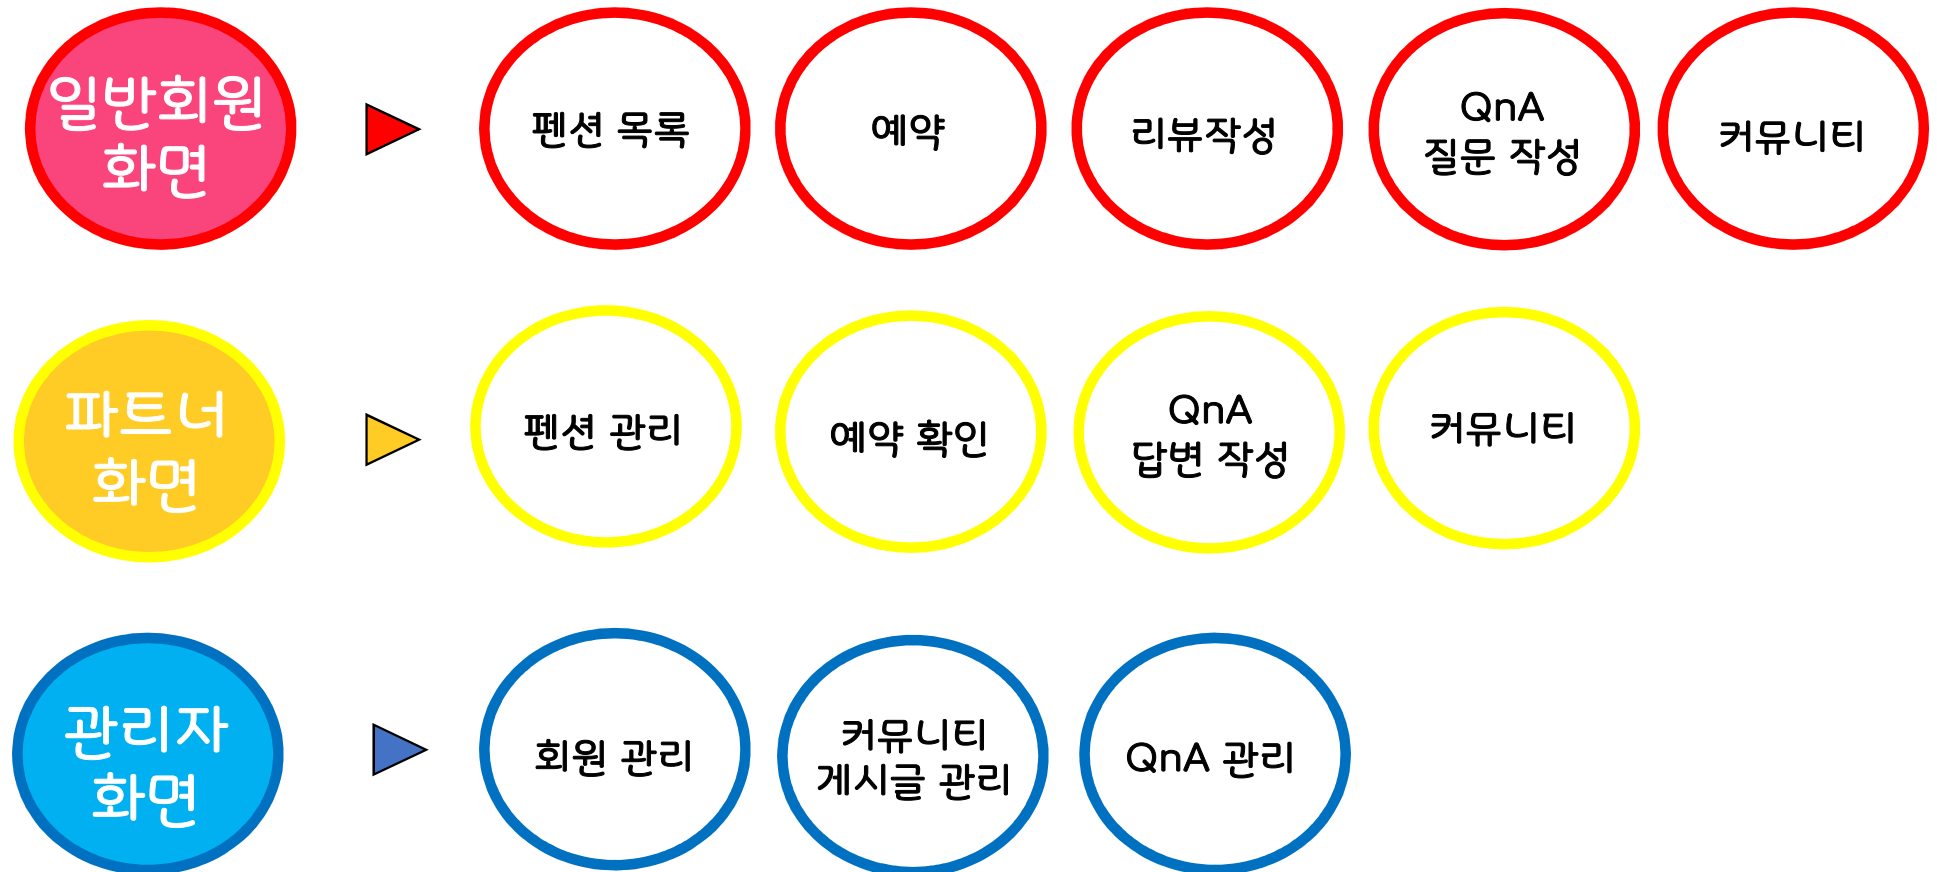 일반회원
화면
펜션 목록
예약
리뷰작성
QnA
질문 작성
커뮤니티
파트너
화면
펜션 관리
예약 확인
QnA
답변 작성
커뮤니티
관리자
화면
회원 관리
커뮤니티
게시글 관리
QnA 관리